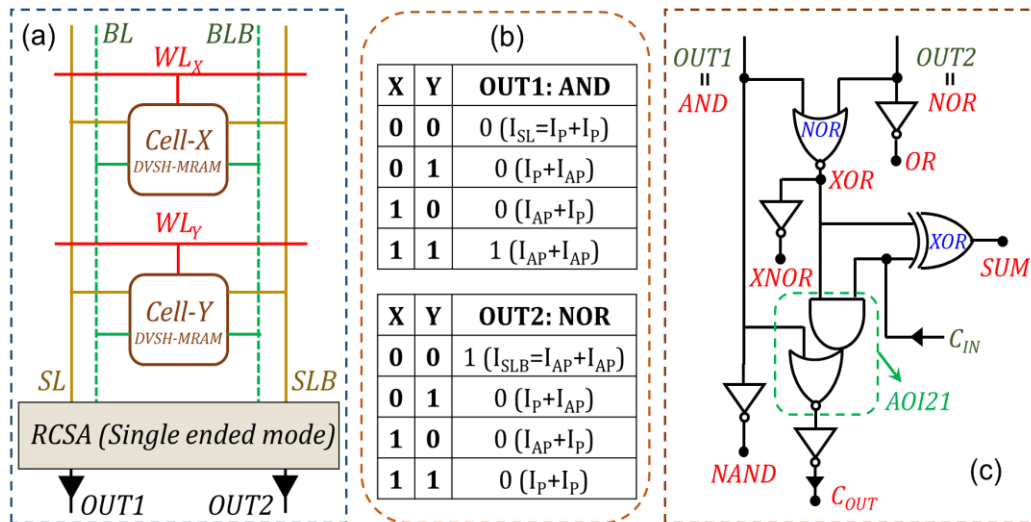 (a)
BL
BLB
WL_X
Cell-X
DVSH-MRAM
WL_Y
Cell-Y
DVSH-MRAM
SL
SLB
RCSA (Single ended mode)
OUT1
OUT2
(b)
X Y OUT1: AND
0 0 0 (I_SL=I_P+I_P)
0 1 0 (I_P+I_AP)
1 0 0 (I_AP+I_P)
1 1 1 (I_AP+I_AP)
X Y OUT2: NOR
0 0 1 (I_SLB=I_AP+I_AP)
0 1 0 (I_P+I_AP)
1 0 0 (I_AP+I_P)
1 1 0 (I_P+I_P)
OUT1
=
AND
OUT2
=
NOR
NOR
OR
XOR
XNOR
XOR
SUM
C_IN
AOI21
NAND
C_OUT
(c)